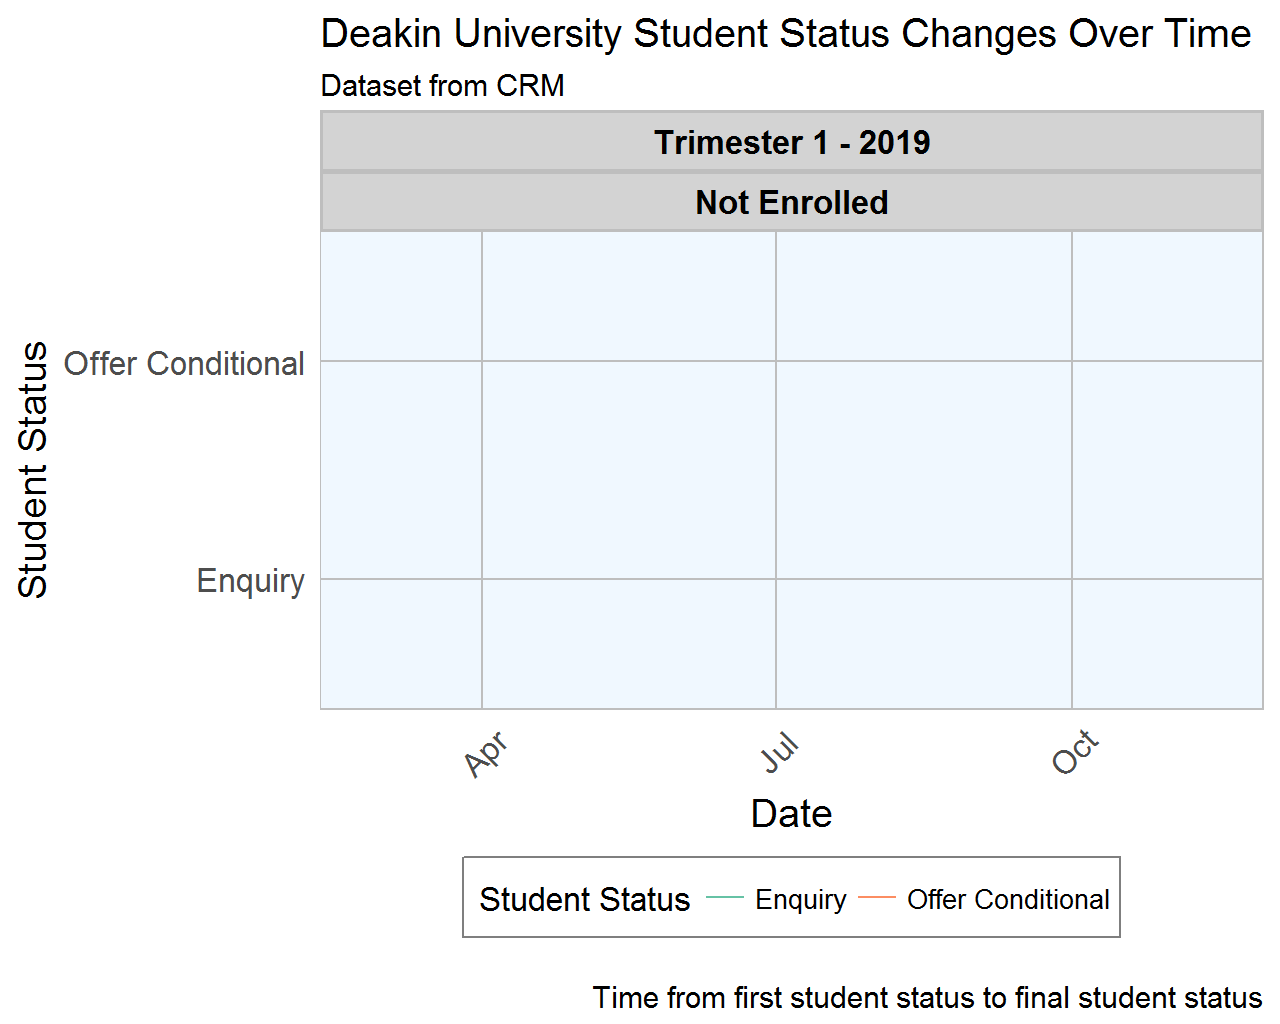 Deakin University Student Status Changes Over Time
Dataset from CRM
Trimester 1 - 2019
Not Enrolled
Student Status
Offer Conditional
Enquiry
Apr
Jul
Oct
Date
Student Status Enquiry Offer Conditional
Time from first student status to final student status